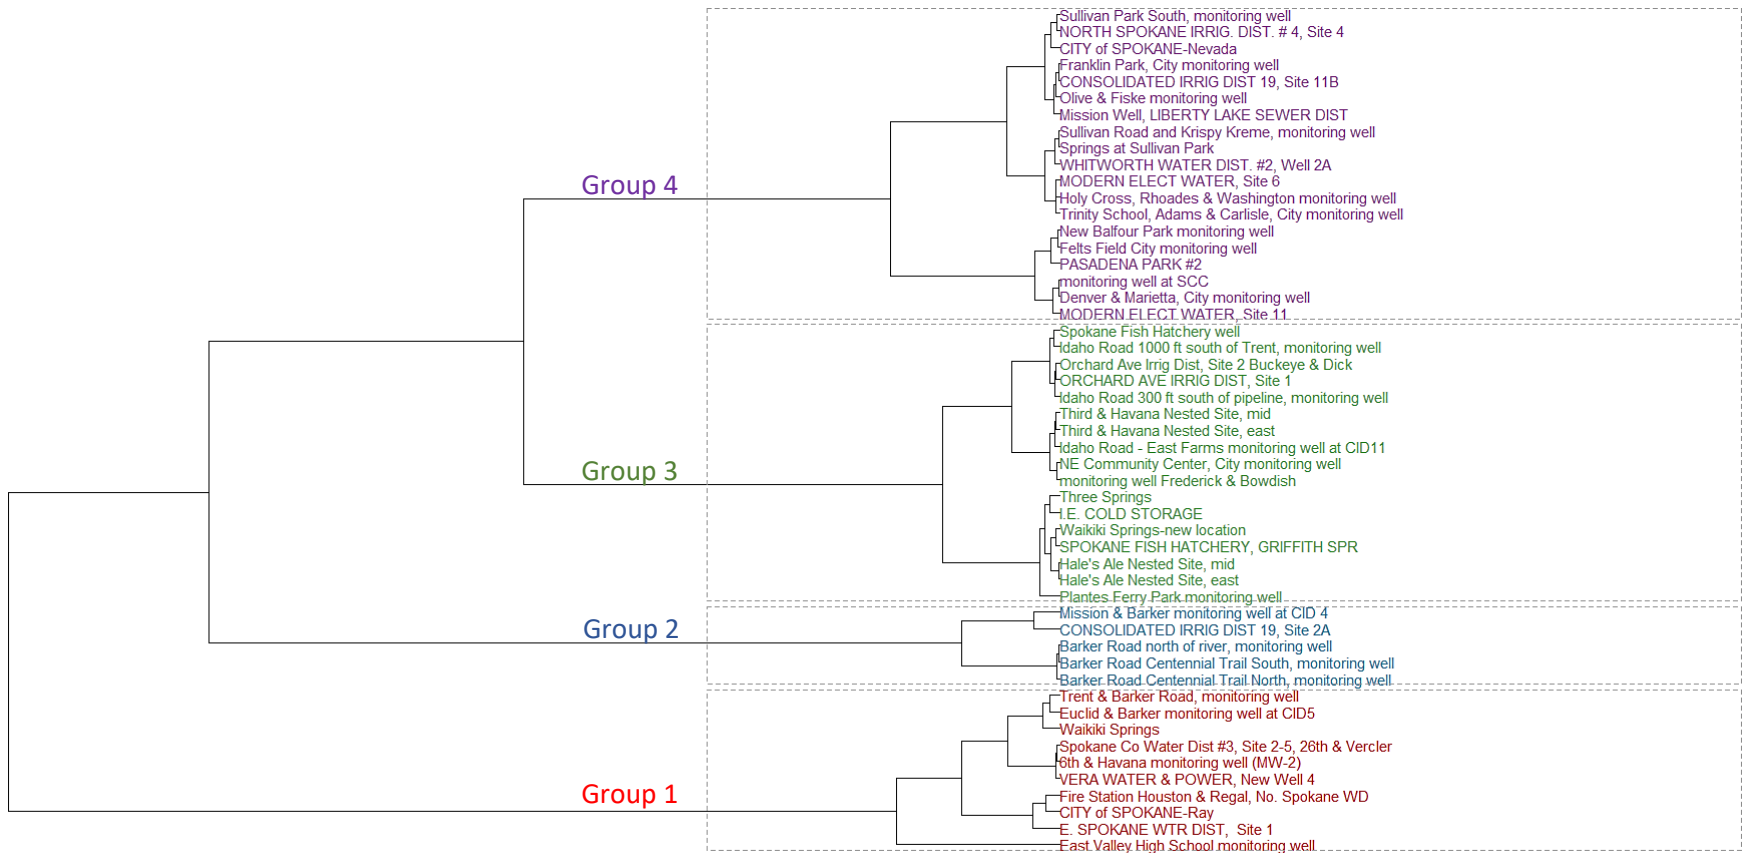 Sullivan Park South, monitoring well
NORTH SPOKANE IRRIG. DIST. # 4, Site 4
CITY of SPOKANE-Nevada
Franklin Park, City monitoring well
CONSOLIDATED IRRIG DIST 19, Site 11B
Olive & Fiske monitoring well
Mission Well, LIBERTY LAKE SEWER DIST
Sullivan Road and Krispy Kreme, monitoring well
Springs at Sullivan Park
WHITWORTH WATER DIST. #2, Well 2A
Group 4
MODERN ELECT WATER, Site 6
Holy Cross, Rhoades & Washington monitoring well
Trinity School, Adams & Carlisle, City monitoring well
New Balfour Park monitoring well
Felts Field City monitoring well
PASADENA PARK #2
monitoring well at SCC
Denver & Marietta, City monitoring well
MODERN ELECT WATER, Site 11
Spokane Fish Hatchery well
Idaho Road 1000 ft south of Trent, monitoring well
Orchard Ave Irrig Dist, Site 2 Buckeye & Dick
ORCHARD AVE IRRIG DIST, Site 1
Idaho Road 300 ft south of pipeline, monitoring well
Third & Havana Nested Site, mid
Third & Havana Nested Site, east
Idaho Road - East Farms monitoring well at CID11
NE Community Center, City monitoring well
Group 3
monitoring well Frederick & Bowdish
Three Springs
I.E. COLD STORAGE
Waikiki Springs-new location
SPOKANE FISH HATCHERY, GRIFFITH SPR
Hale's Ale Nested Site, mid
Hale's Ale Nested Site, east
Plantes Ferry Park monitoring well
Mission & Barker monitoring well at CID 4
Group 2
CONSOLIDATED IRRIG DIST 19, Site 2A
Barker Road north of river, monitoring well
Barker Road Centennial Trail South, monitoring well
Barker Road Centennial Trail North, monitoring well
Trent & Barker Road, monitoring well
Euclid & Barker monitoring well at CID5
Waikiki Springs
Spokane Co Water Dist #3, Site 2-5, 26th & Vercler
6th & Havana monitoring well (MW-2)
VERA WATER & POWER, New Well 4
Group 1
Fire Station Houston & Regal, No. Spokane WD
CITY of SPOKANE-Ray
E. SPOKANE WTR DIST, Site 1
East Valley High School monitoring well